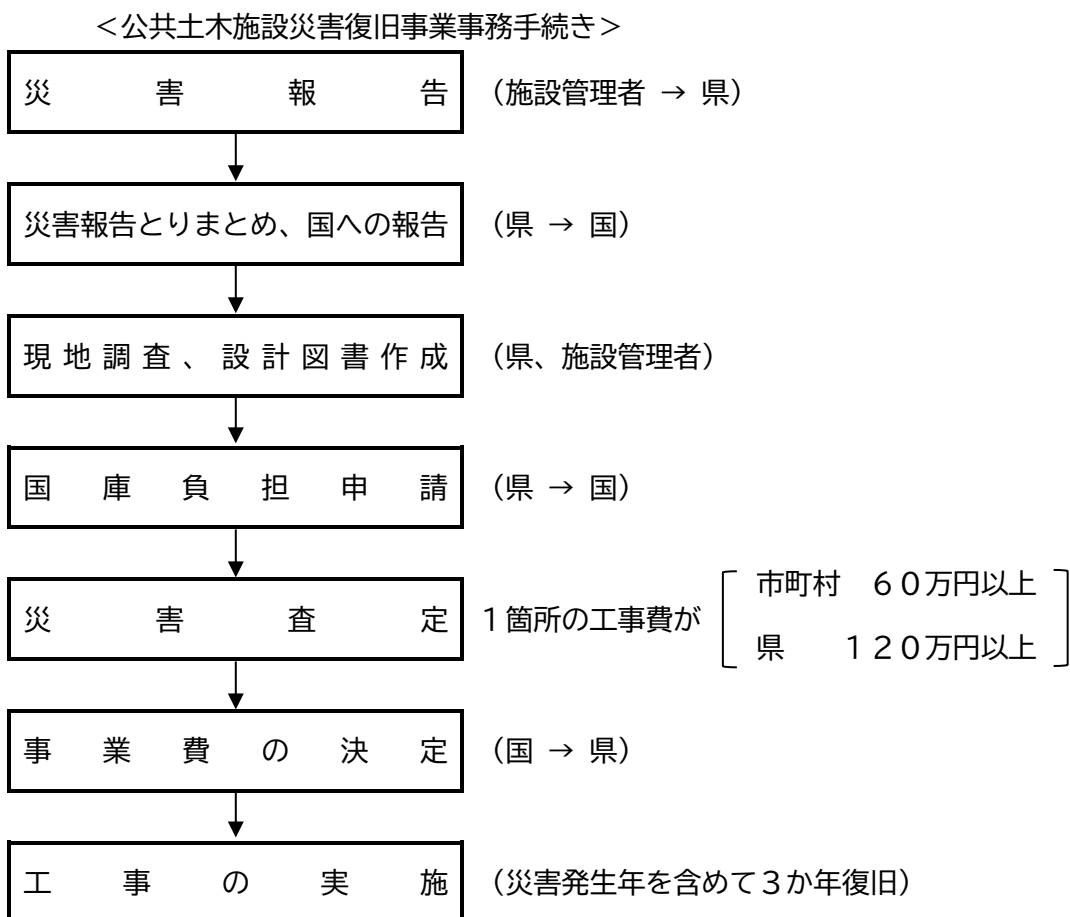 ＜公共土木施設災害復旧事業事務手続き＞
災害報告 （施設管理者 → 県）
災害報告とりまとめ、国への報告 （県 → 国）
現地調査、設計図書作成 （県、施設管理者）
国庫負担申請 （県 → 国）
市町村　６０万円以上
災害査定 １箇所の工事費が
県　　１２０万円以上
事業費の決定 （国 → 県）
工事の実施 （災害発生年を含めて３か年復旧）